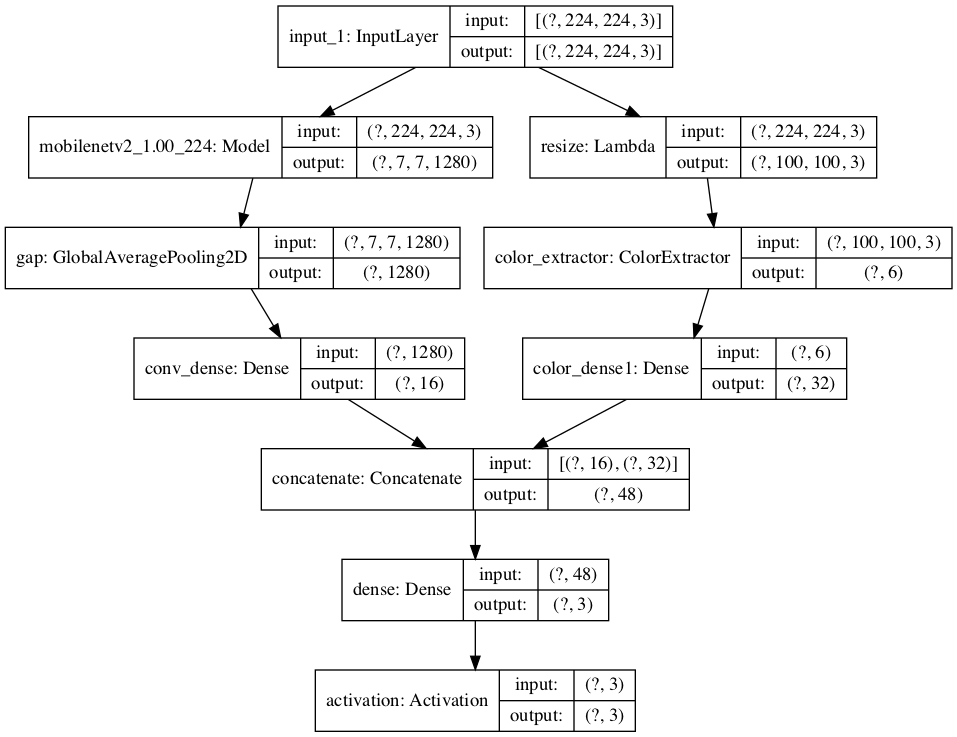 input_1: InputLayer
input: [(?, 224, 224, 3)]
output: [(?, 224, 224, 3)]
mobilenetv2_1.00_224: Model
input: (?, 224, 224, 3)
output: (?, 7, 7, 1280)
resize: Lambda
input: (?, 224, 224, 3)
output: (?, 100, 100, 3)
gap: GlobalAveragePooling2D
input: (?, 7, 7, 1280)
output: (?, 1280)
color_extractor: ColorExtractor
input: (?, 100, 100, 3)
output: (?, 6)
conv_dense: Dense
input: (?, 1280)
output: (?, 16)
color_dense1: Dense
input: (?, 6)
output: (?, 32)
concatenate: Concatenate
input: [(?, 16), (?, 32)]
output: (?, 48)
dense: Dense
input: (?, 48)
output: (?, 3)
activation: Activation
input: (?, 3)
output: (?, 3)